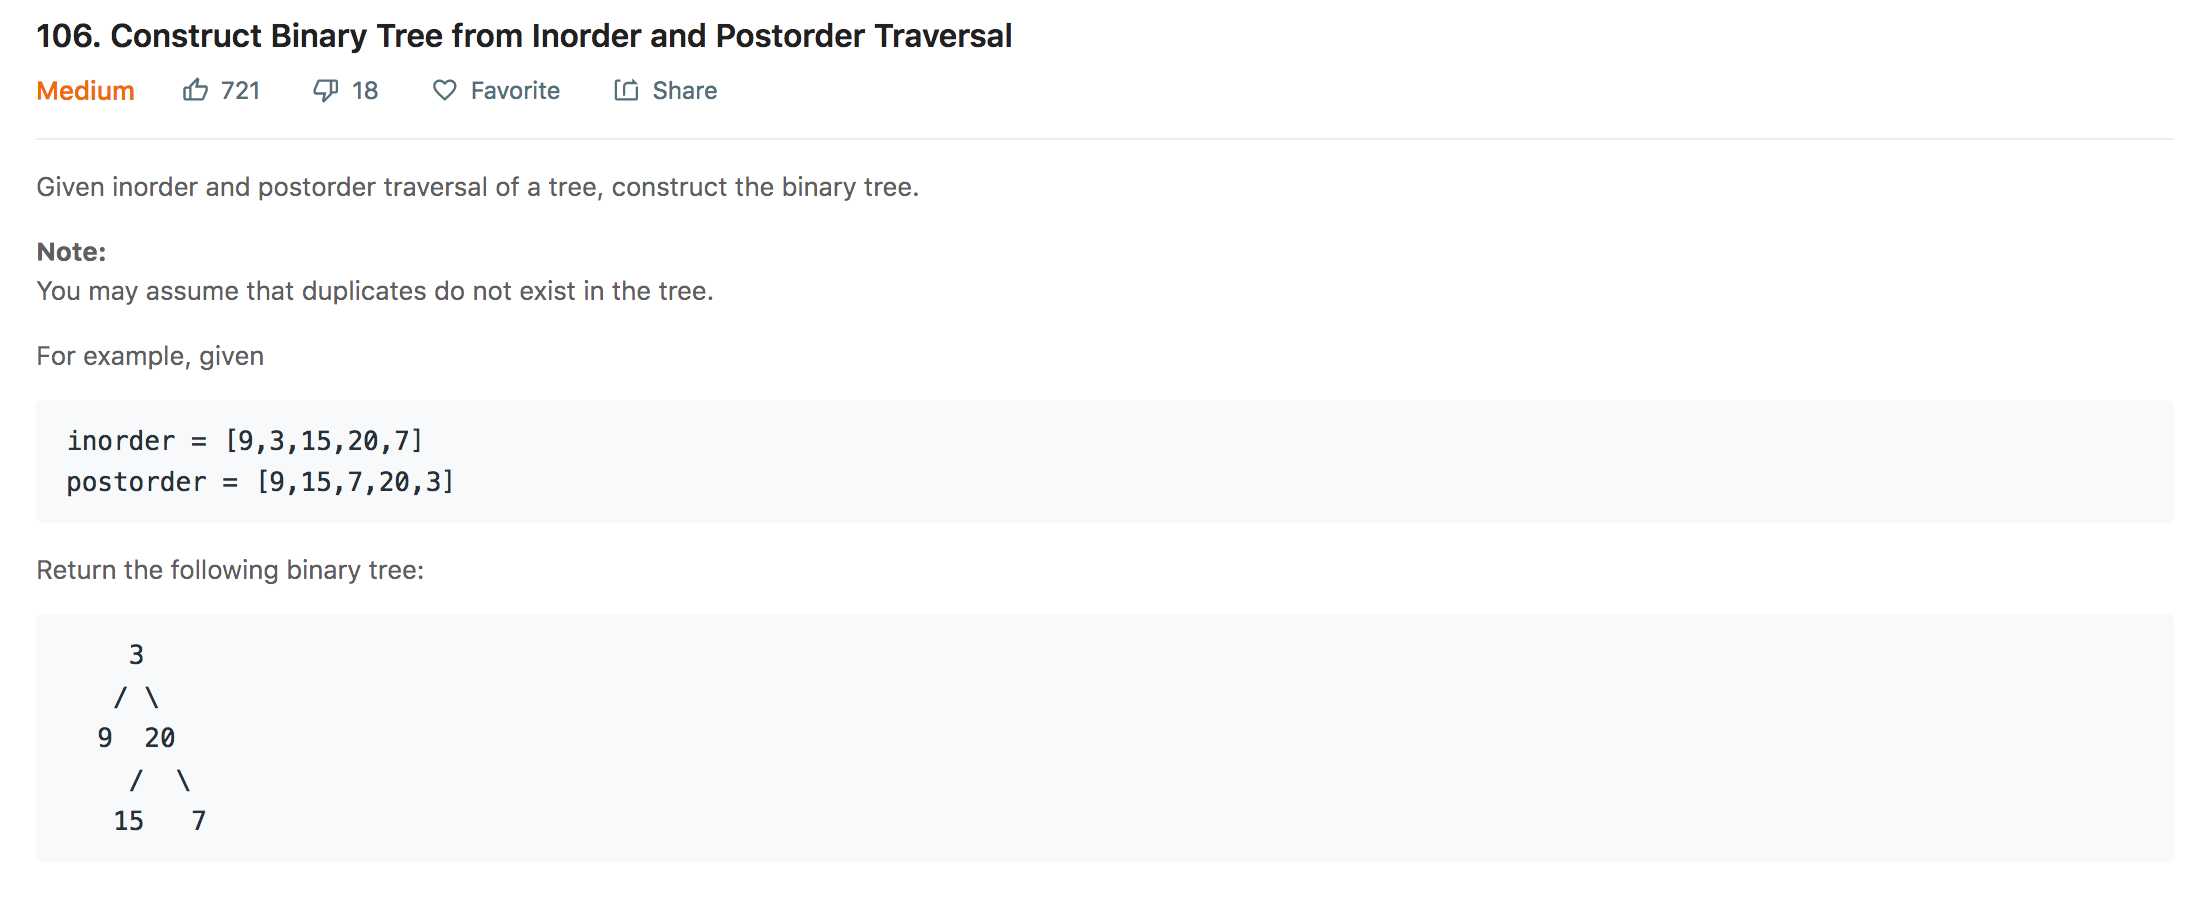 106. Construct Binary Tree from Inorder and Postorder Traversal
Medium 721 18 Favorite Share
Given inorder and postorder traversal of a tree, construct the binary tree.
Note:
You may assume that duplicates do not exist in the tree.
For example, given
inorder = [9,3,15,20,7]
postorder = [9,15,7,20,3]
Return the following binary tree:
    3
   / \
  9  20
    /  \
   15   7